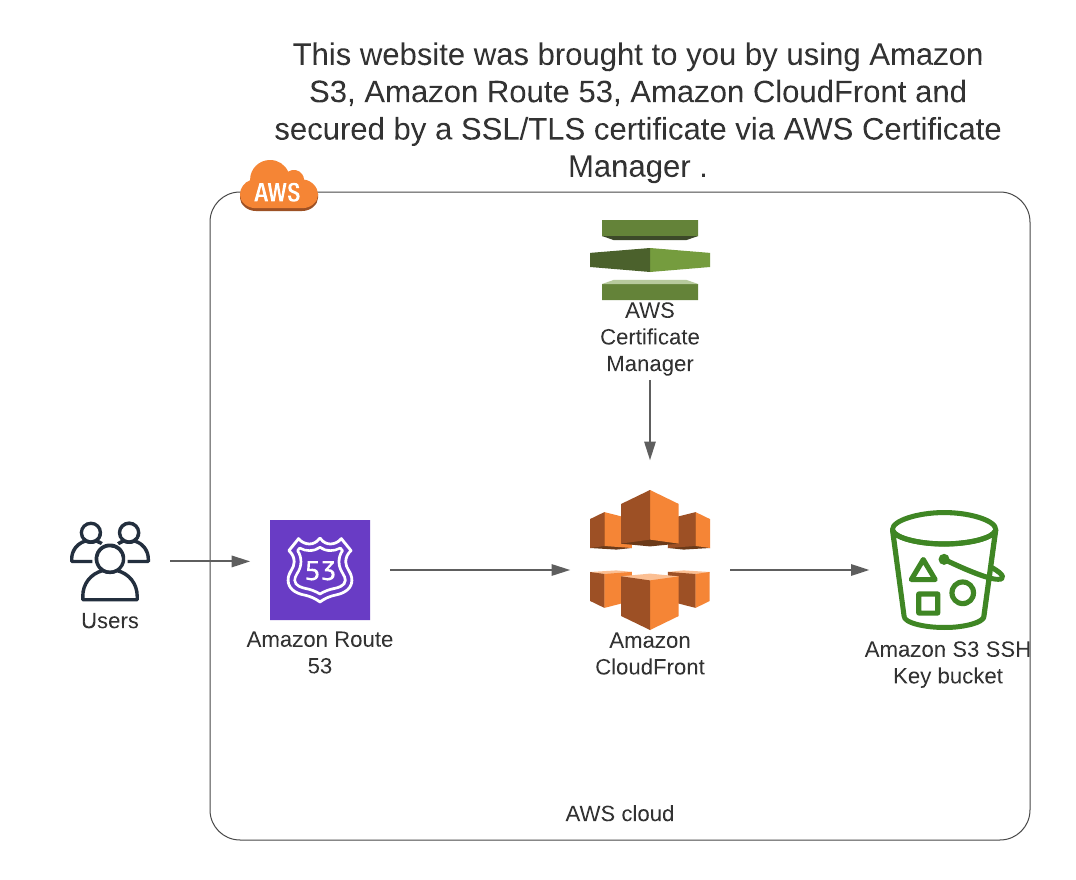 This website was brought to you by using Amazon
S3, Amazon Route 53, Amazon CloudFront and
secured by a SSL/TLS certificate via AWS Certificate
Manager .
AWS
AWS
Certificate
Manager
53
Users
Amazon Route
53
Amazon
CloudFront
Amazon S3 SSH
Key bucket
AWS cloud